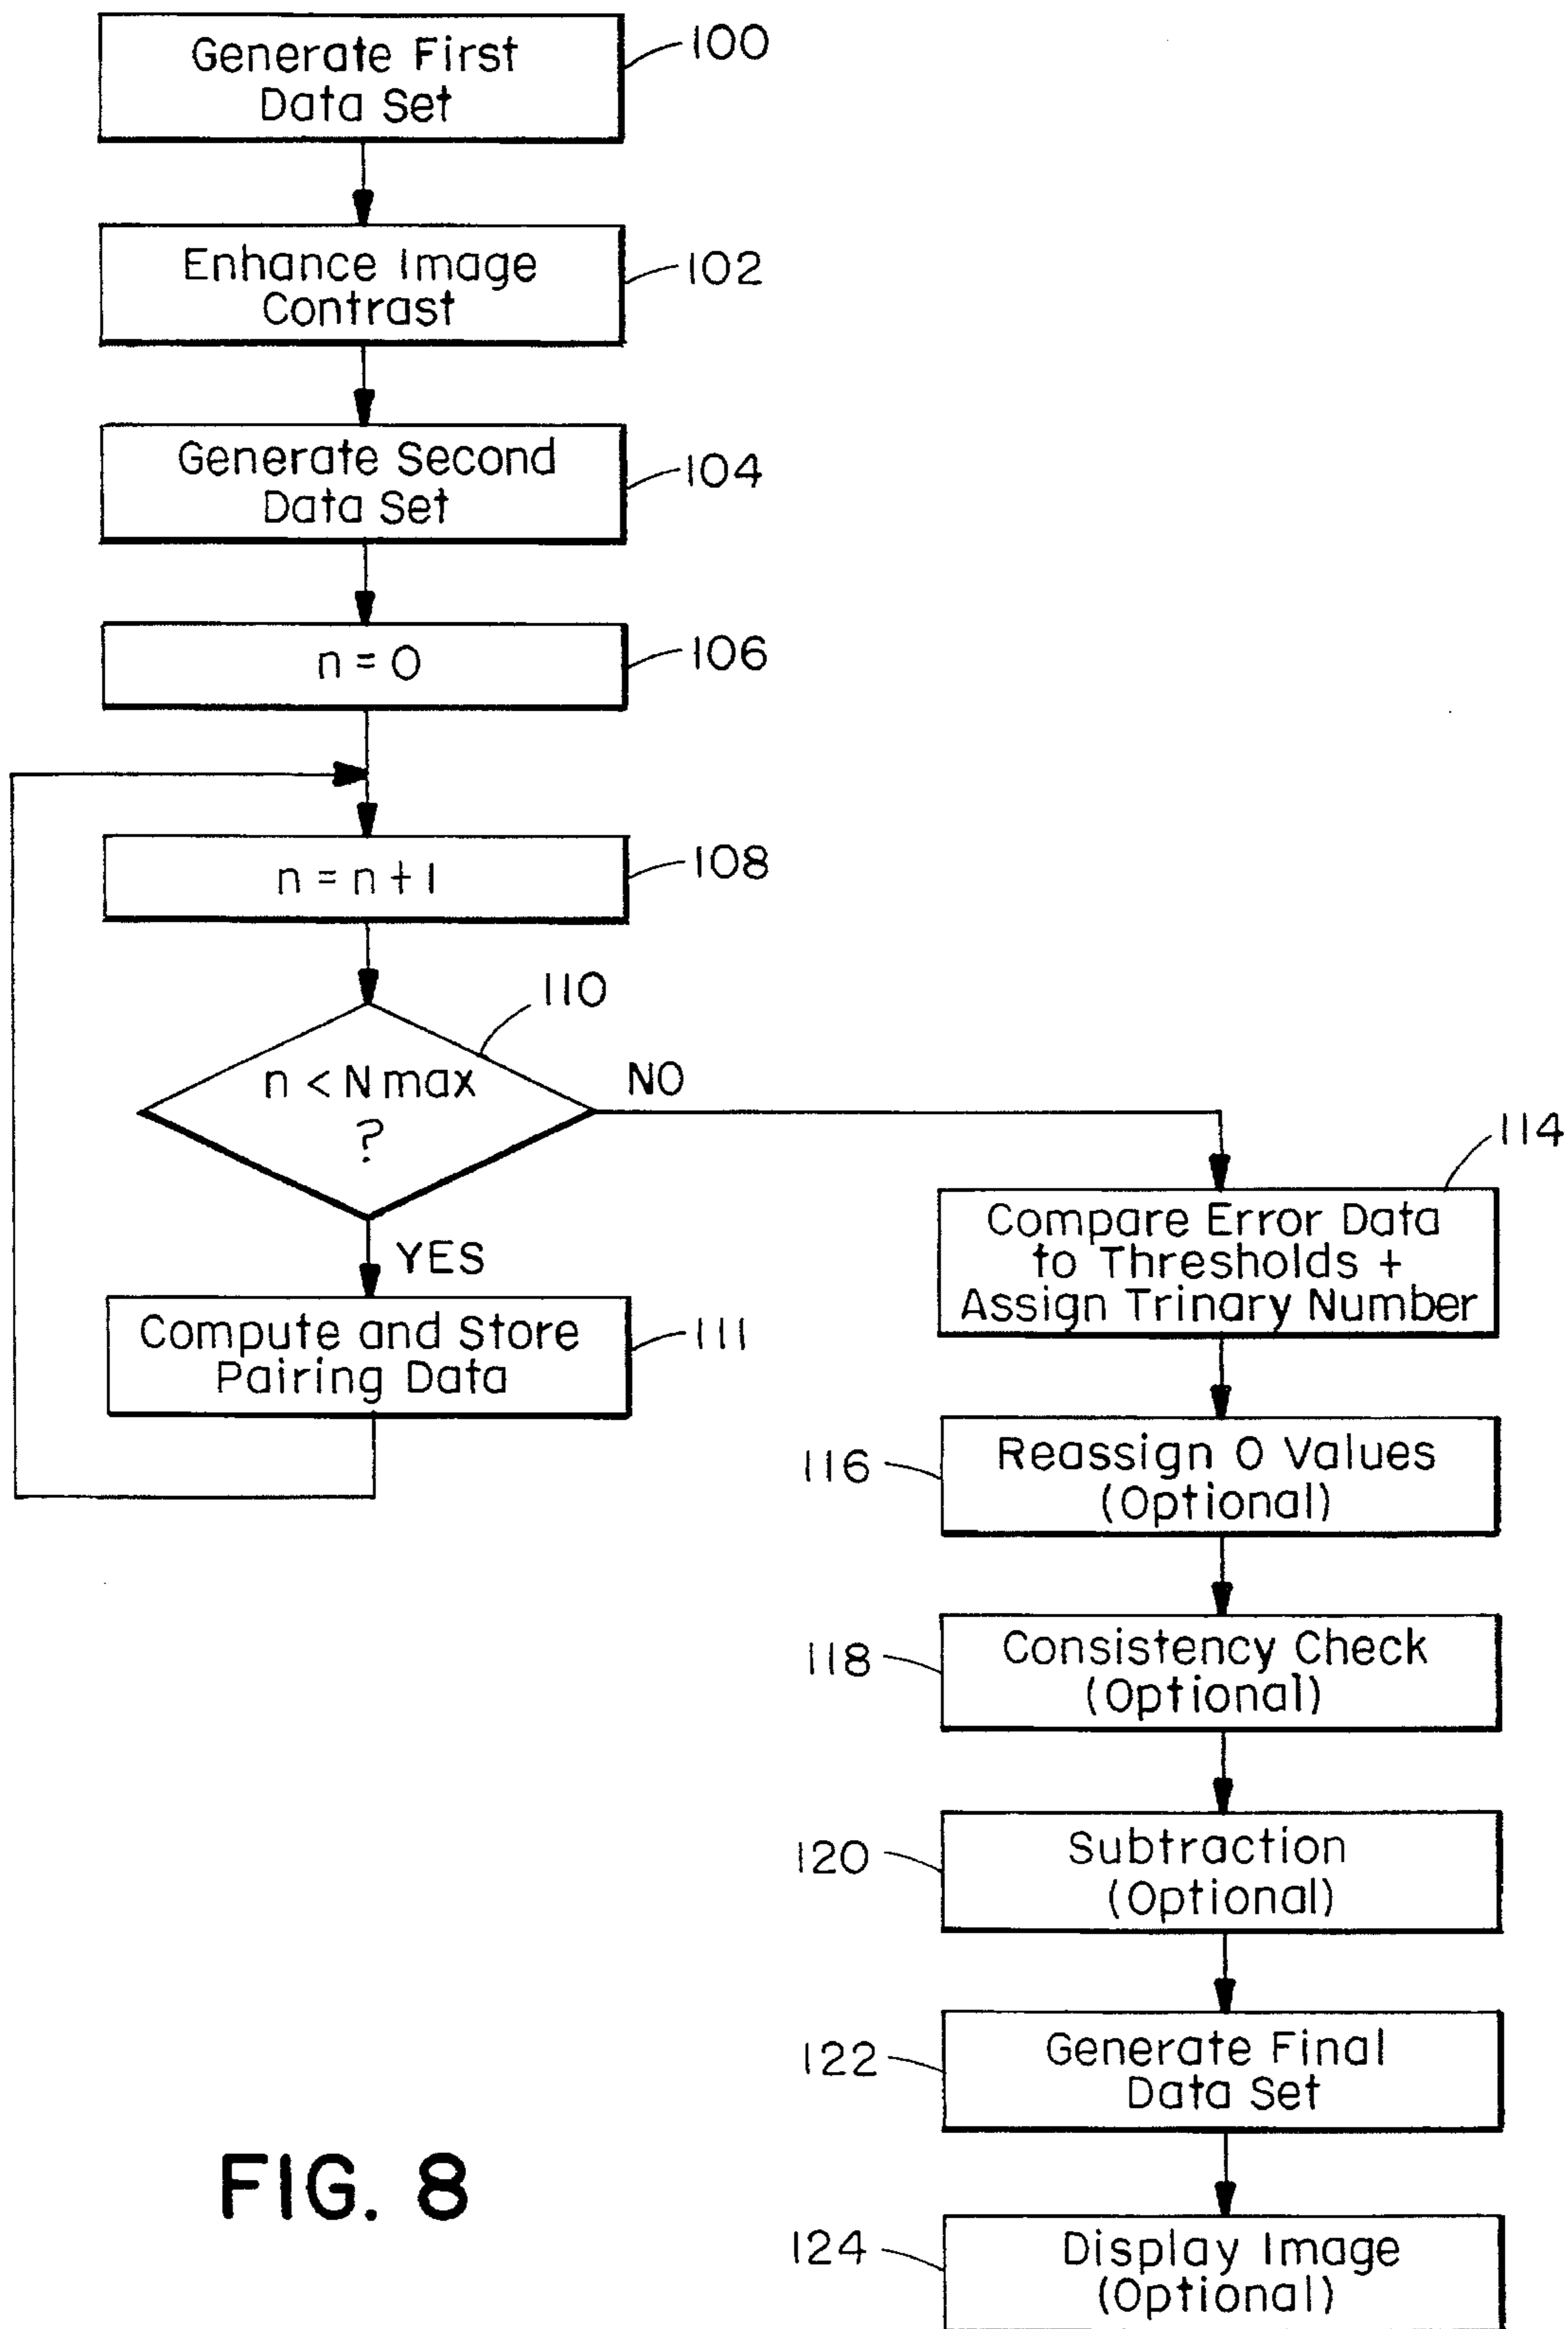 Generate First
Data Set
100
Enhance Image
Contrast
102
Generate Second
Data Set
104
n = 0
106
n = n + 1
108
110
n < N max
?
NO
YES
Compute and Store
Pairing Data
111
114
Compare Error Data
to Thresholds +
Assign Trinary Number
116
Reassign 0 Values
(Optional)
118
Consistency Check
(Optional)
120
Subtraction
(Optional)
122
Generate Final
Data Set
124
Display Image
(Optional)
FIG. 8